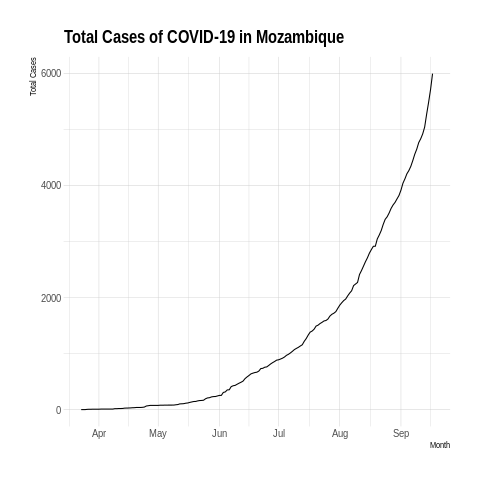 Total Cases of COVID-19 in Mozambique
Total Cases
6000
4000
2000
0
Apr May Jun Jul Aug Sep
Month